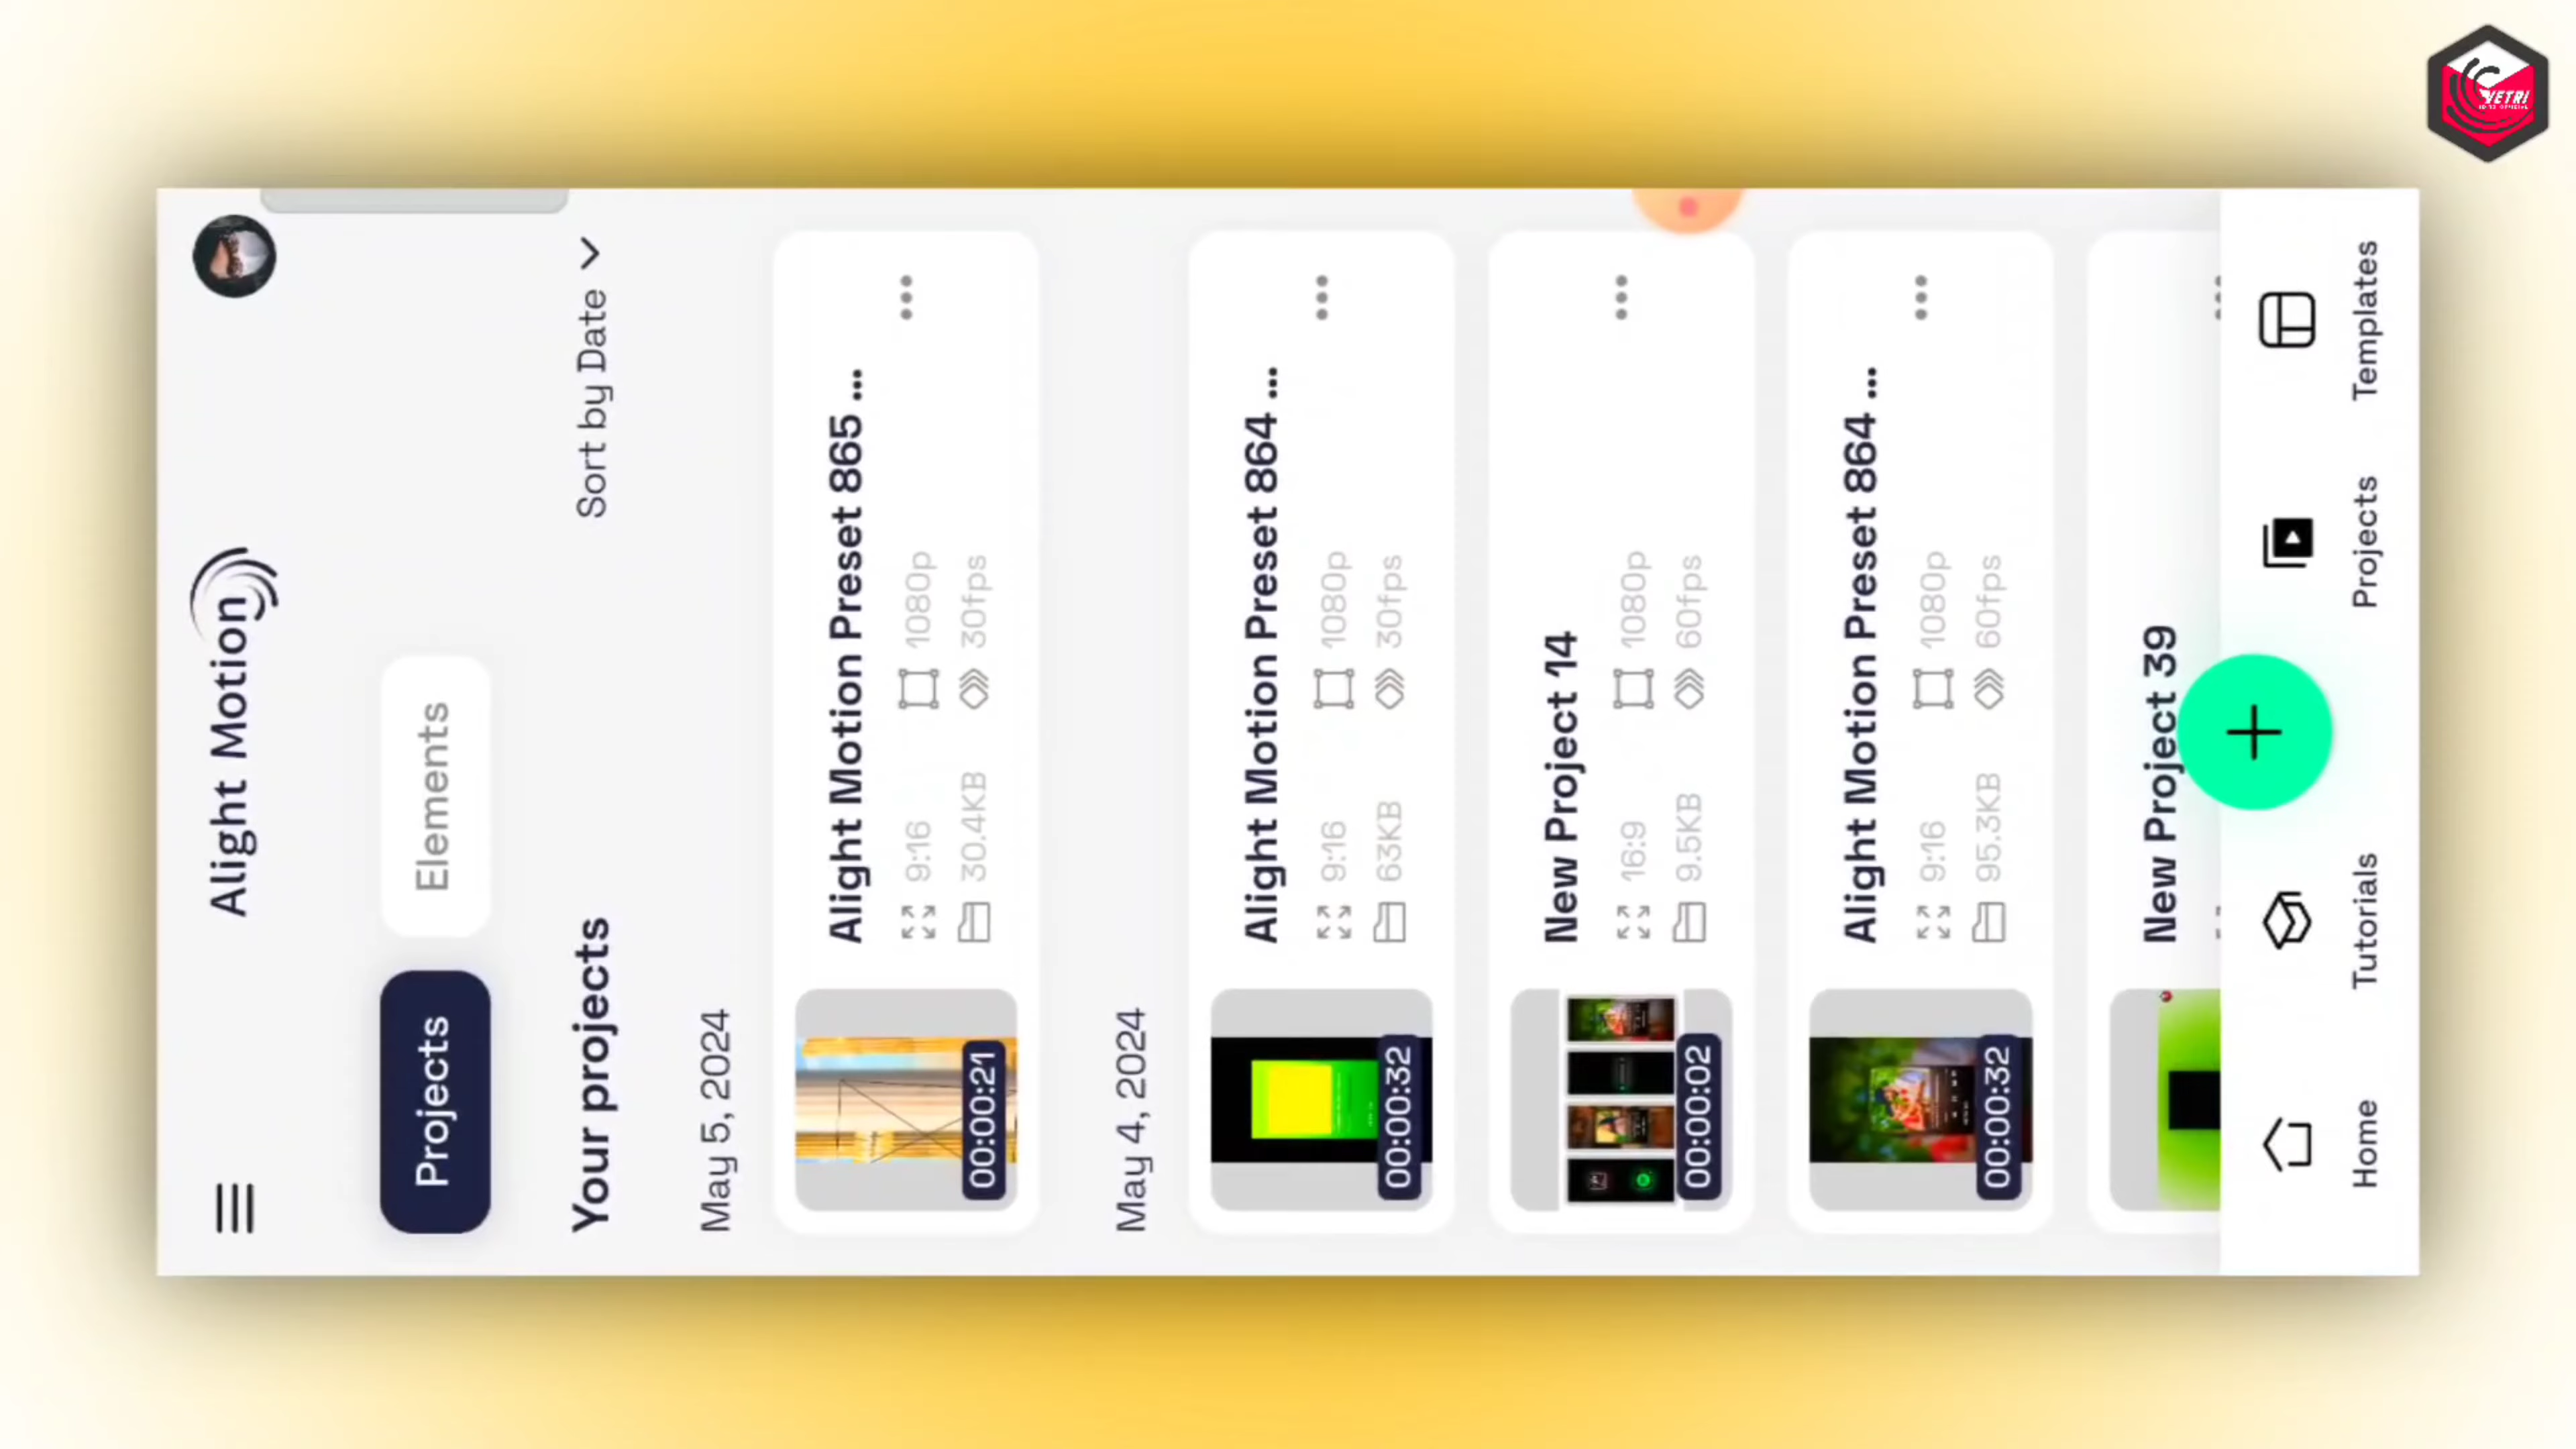 Alight Motion
Projects
Elements
Your projects
Sort by Date
May 5, 2024
Alight Motion Preset 865 ...
9:16
1080p
30.4KB
30fps
00:00:21
May 4, 2024
Alight Motion Preset 864 ...
9:16
1080p
63KB
30fps
00:00:32
New Project 14
16:9
1080p
9.5KB
60fps
00:00:02
Alight Motion Preset 864 ...
9:16
1080p
95.3KB
60fps
00:00:32
New Project 39
Home
Tutorials
Projects
Templates
VETRI